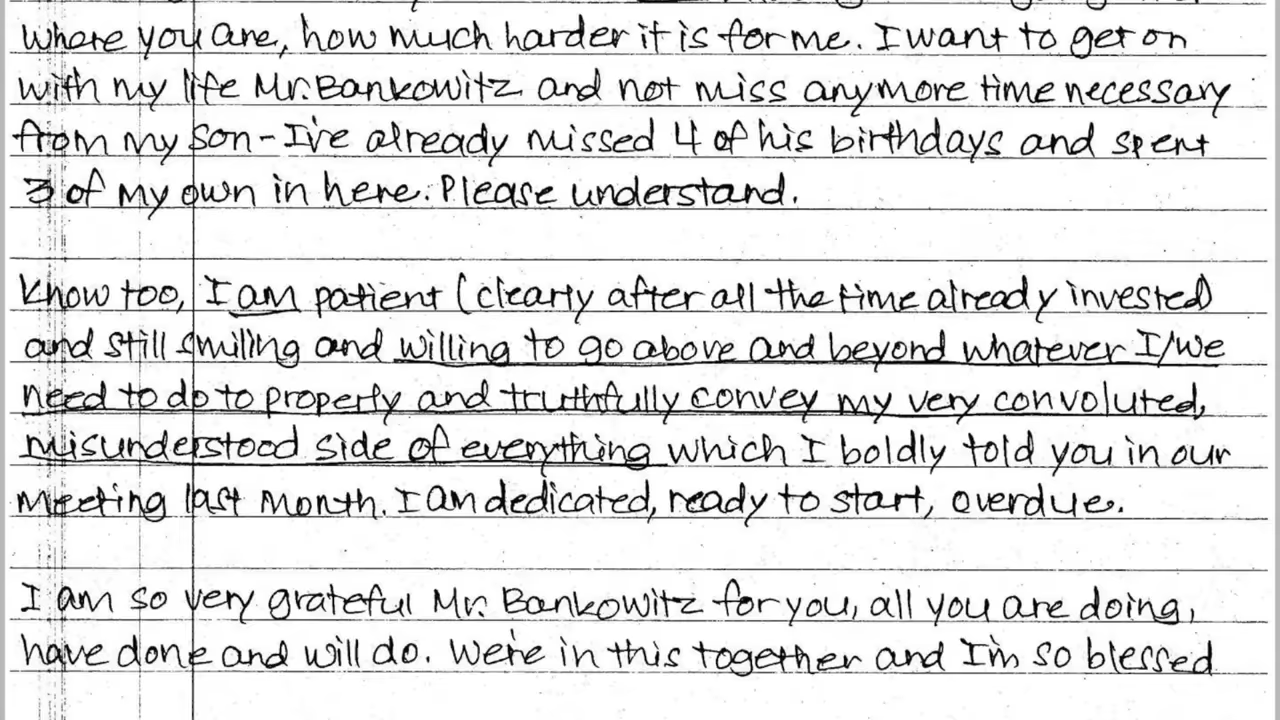 where you are, how much harder it is for me. I want to get on
with my life Mr. Bankowitz and not miss anymore time necessary
from my son - I've already missed 4 of his birthdays and spent
3 of my own in here. Please understand.
Know too, I am patient (clearly after all the time already invested)
and still smiling and willing to go above and beyond whatever I/we
need to do to properly and truthfully convey my very convoluted,
misunderstood side of everything which I boldly told you in our
meeting last month. I am dedicated, ready to start, overdue.
I am so very grateful Mr. Bankowitz for you, all you are doing,
have done and will do. We're in this together and I'm so blessed